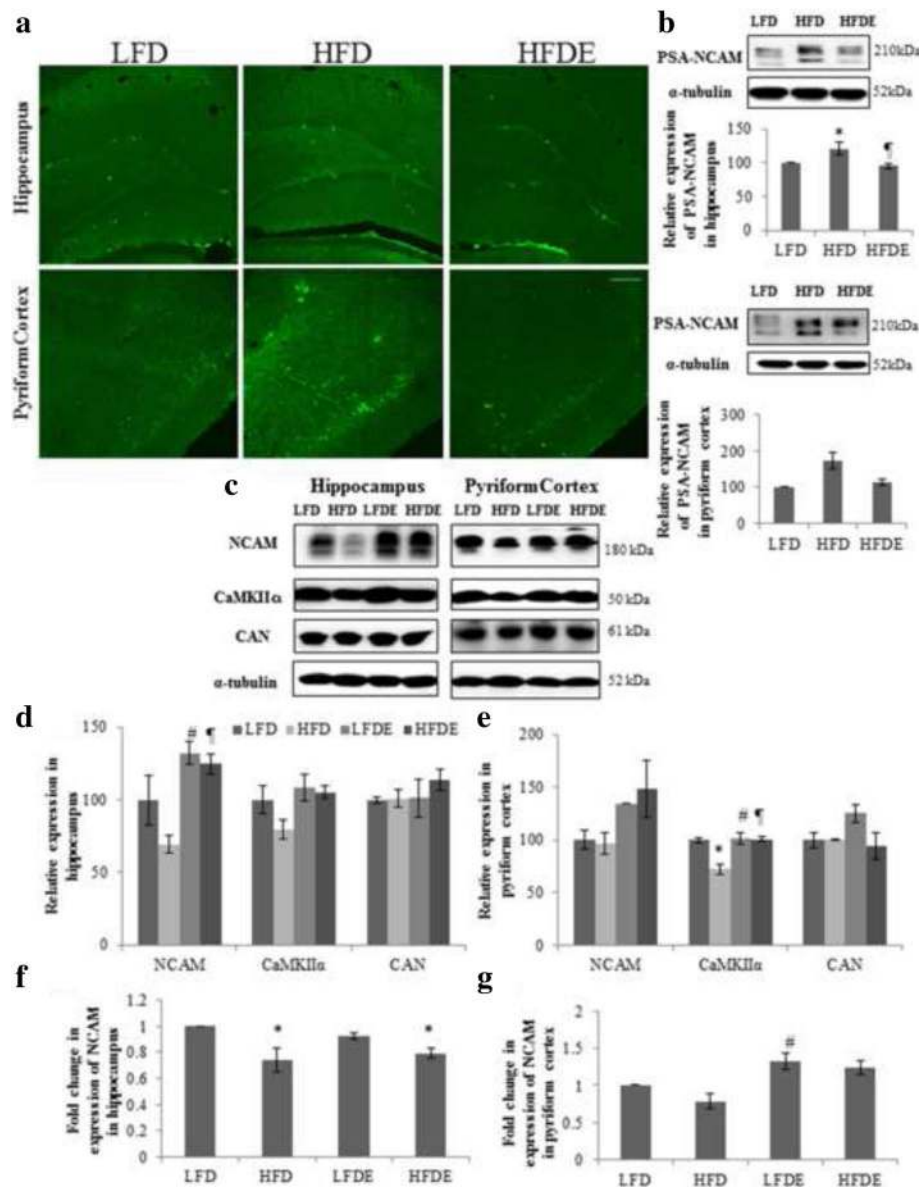 a
LFD HFD HFDE
Hippocampus
Pyriform Cortex
b
LFD HFD HFDE
PSA-NCAM
210kDa
α-tubulin
52kDa
Relative expression
of PSA-NCAM
in hippocampus
150
100
50
0
*
¶
LFD HFD HFDE
LFD HFD HFDE
PSA-NCAM
210kDa
α-tubulin
52kDa
Relative expression
of PSA-NCAM
in pyriform cortex
300
200
100
0
LFD HFD HFDE
c
Hippocampus Pyriform Cortex
LFD HFD LFDE HFDE LFD HFD LFDE HFDE
NCAM
180 kDa
CaMKIIα
50 kDa
CAN
61 kDa
α-tubulin
52 kDa
d
Relative expression in
hippocampus
150
100
50
0
LFD HFD LFDE HFDE
# ¶
NCAM CaMKIIα CAN
e
Relative expression in
pyriform cortex
200
150
100
50
0
* # ¶
NCAM CaMKIIα CAN
f
Fold change in
expression of NCAM
in hippocampus
1.2
1
0.8
0.6
0.4
0.2
0
* *
LFD HFD LFDE HFDE
g
Fold change in
expression of NCAM
in pyriform cortex
2
1.5
1
0.5
0
#
LFD HFD LFDE HFDE